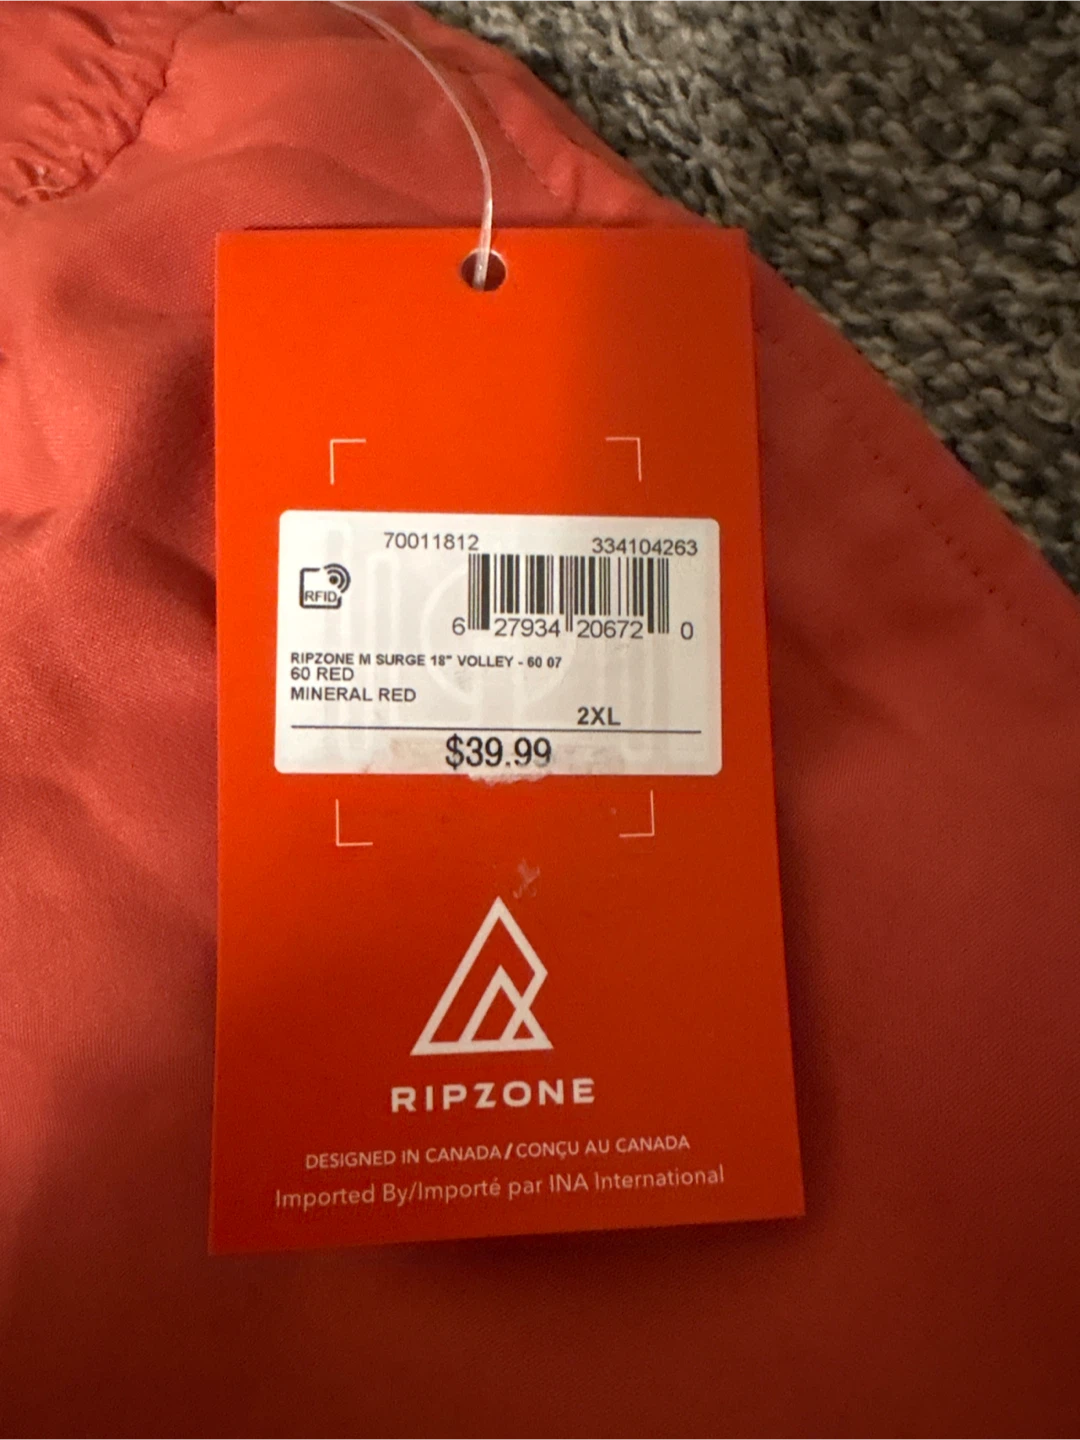 70011812 334104263
RFID
6 27934 20672 0
RIPZONE M SURGE 18" VOLLEY - 60 07
60 RED
MINERAL RED
2XL
$39.99
RIPZONE
DESIGNED IN CANADA/CONÇU AU CANADA
Imported By/Importé par INA International